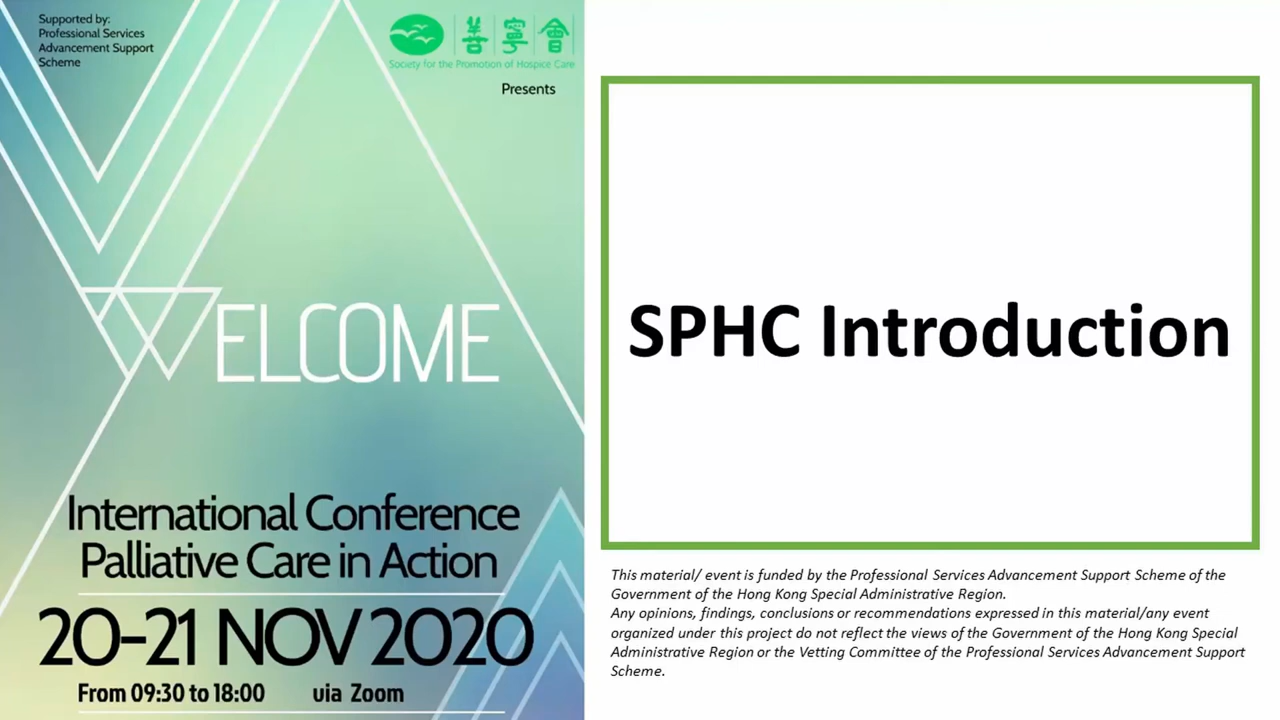 Supported by:
Professional Services
Advancement Support
Scheme
善寧會
Society for the Promotion of Hospice Care
Presents
WELCOME
International Conference
Palliative Care in Action
20-21 NOV 2020
From 09:30 to 18:00 via Zoom
SPHC Introduction
This material/ event is funded by the Professional Services Advancement Support Scheme of the
Government of the Hong Kong Special Administrative Region.
Any opinions, findings, conclusions or recommendations expressed in this material/any event
organized under this project do not reflect the views of the Government of the Hong Kong Special
Administrative Region or the Vetting Committee of the Professional Services Advancement Support
Scheme.